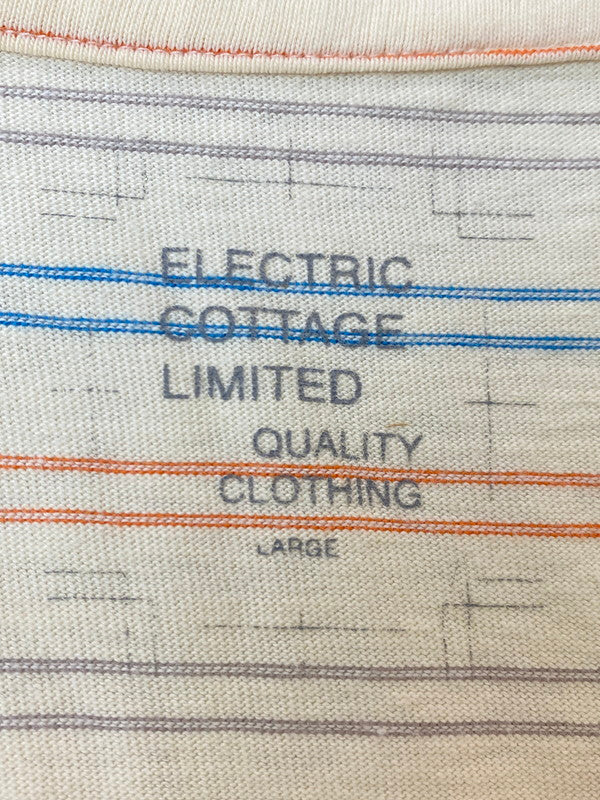 ELECTRIC
COTTAGE
LIMITED
QUALITY
CLOTHING
LARGE